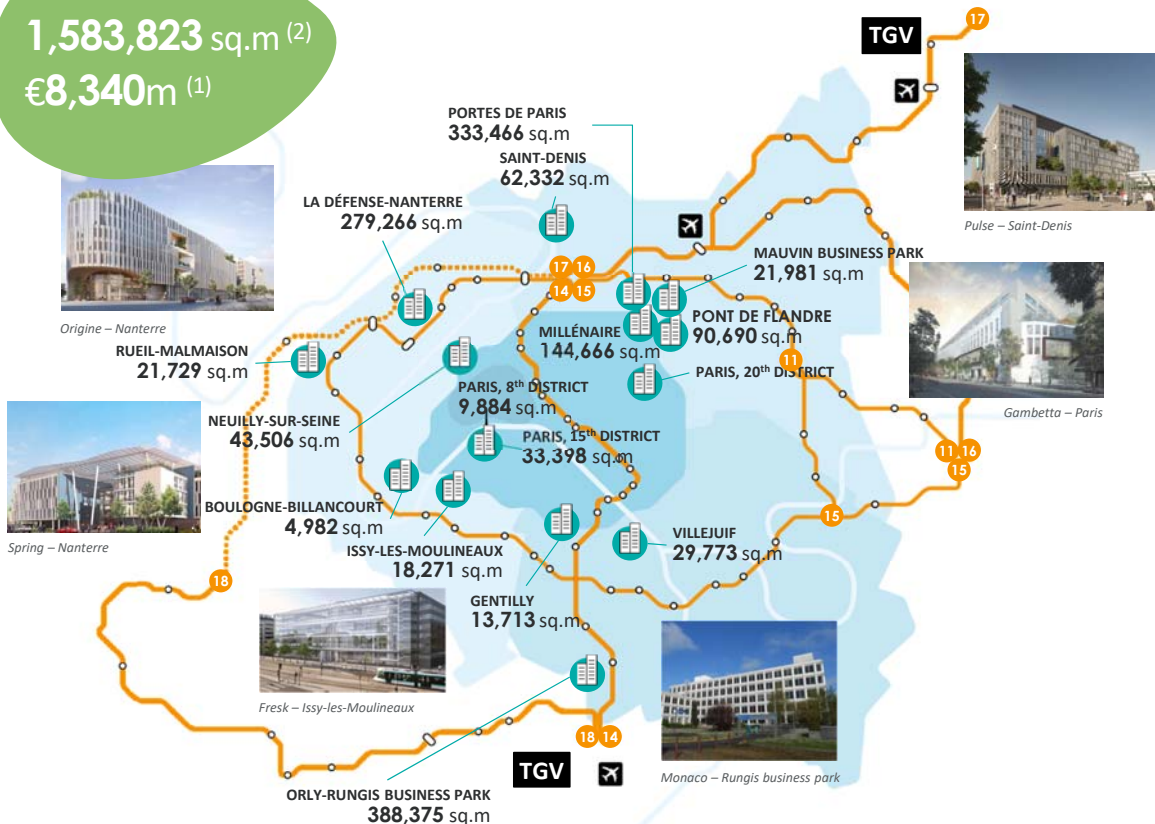 1,583,823 sq.m (2)
€8,340m (1)
TGV
17
PORTES DE PARIS
333,466 sq.m
SAINT-DENIS
62,332 sq.m
LA DÉFENSE-NANTERRE
279,266 sq.m
Pulse – Saint-Denis
MAUVIN BUSINESS PARK
21,981 sq.m
17 16
14 15
Origine – Nanterre
PONT DE FLANDRE
90,690 sq.m
MILLÉNAIRE
144,666 sq.m
RUEIL-MALMAISON
21,729 sq.m
11
PARIS, 20th DISTRICT
PARIS, 8th DISTRICT
9,884 sq.m
Gambetta – Paris
NEUILLY-SUR-SEINE
43,506 sq.m
PARIS, 15th DISTRICT
33,398 sq.m
11 16
15
BOULOGNE-BILLANCOURT
4,982 sq.m
15
Spring – Nanterre
ISSY-LES-MOULINEAUX
18,271 sq.m
VILLEJUIF
29,773 sq.m
18
GENTILLY
13,713 sq.m
Fresk – Issy-les-Moulineaux
18 14
TGV
Monaco – Rungis business park
ORLY-RUNGIS BUSINESS PARK
388,375 sq.m